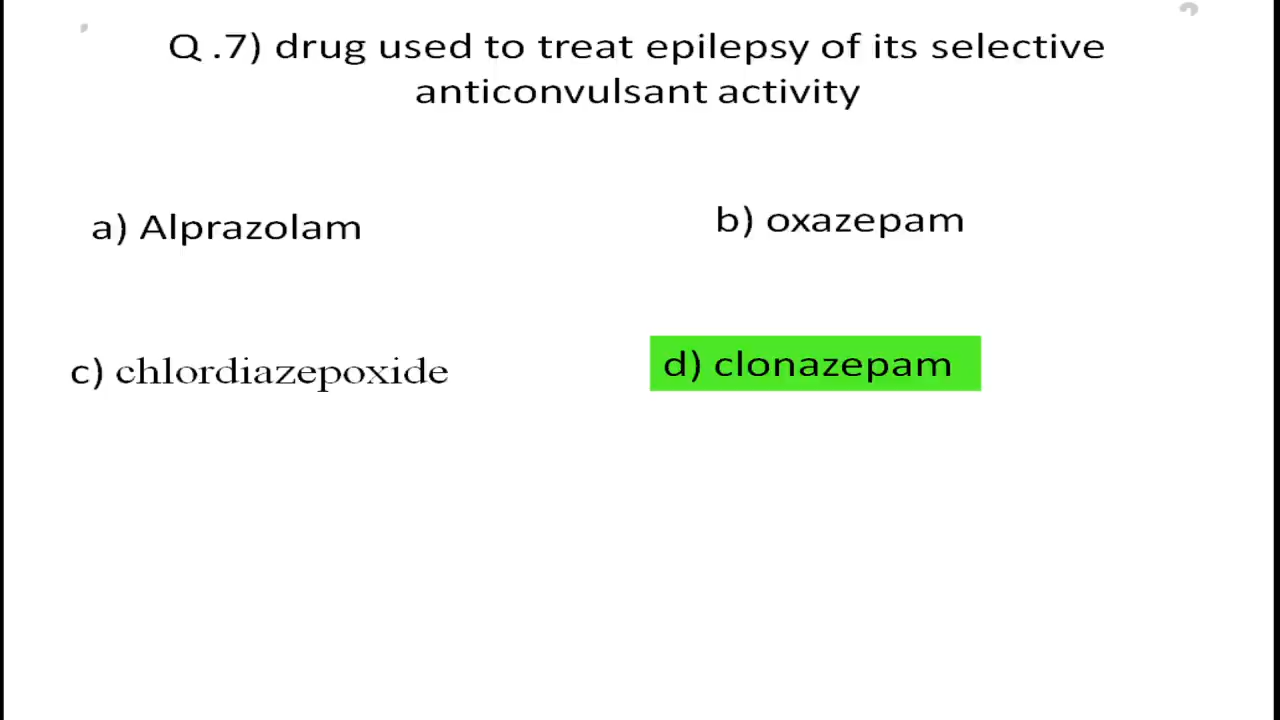 Q .7) drug used to treat epilepsy of its selective
anticonvulsant activity
a) Alprazolam
b) oxazepam
c) chlordiazepoxide
d) clonazepam